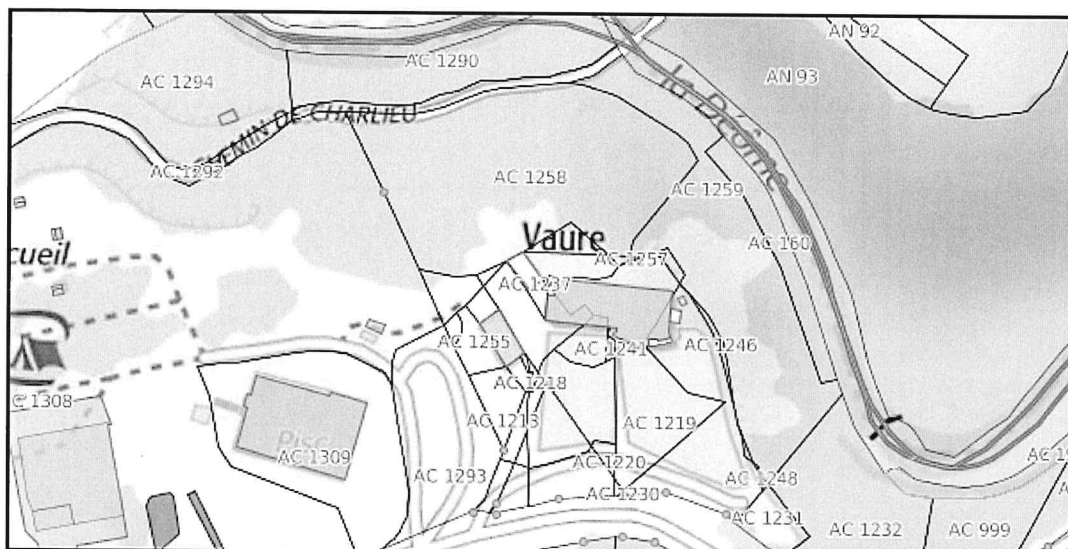 AN 92
AC 1290
AN 93
AC 1294
la Déôme
CHEMIN DE CHARLIEU
AC 1292
AC 1258
AC 1259
Vaure
AC 160
cueil
AC 1257
AC 1237
AC 1255
AC 1241
AC 1246
AC 1218
C 1308
AC 1213
AC 1219
Pisc
AC 1309
AC 1220
AC 1293
AC 1248
AC 1230
AC 1231
AC 1232
AC 999